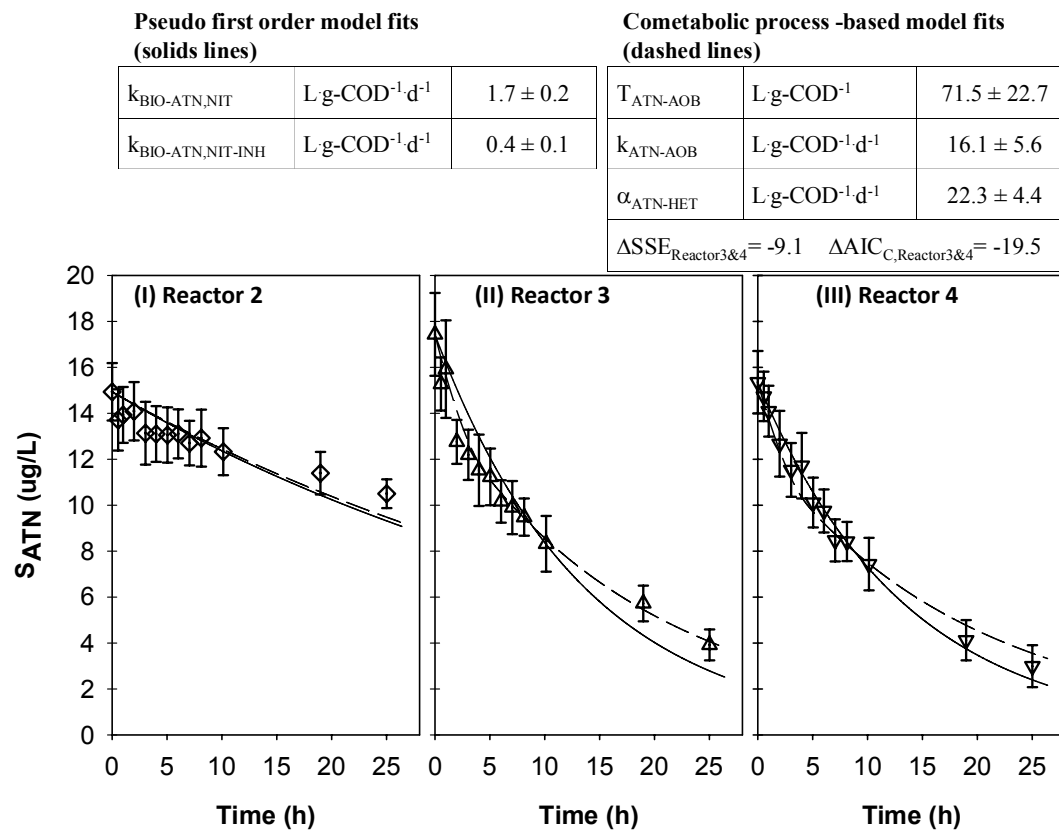 Pseudo first order model fits
(solids lines)
k_BIO-ATN,NIT L·g-COD⁻¹·d⁻¹ 1.7 ± 0.2
k_BIO-ATN,NIT-INH L·g-COD⁻¹·d⁻¹ 0.4 ± 0.1
Cometabolic process -based model fits
(dashed lines)
T_ATN-AOB L·g-COD⁻¹ 71.5 ± 22.7
k_ATN-AOB L·g-COD⁻¹·d⁻¹ 16.1 ± 5.6
α_ATN-HET L·g-COD⁻¹·d⁻¹ 22.3 ± 4.4
ΔSSE_Reactor3&4= -9.1 ΔAIC_C,Reactor3&4= -19.5
(I) Reactor 2
(II) Reactor 3
(III) Reactor 4
S_ATN (ug/L)
20
18
16
14
12
10
8
6
4
2
0
0 5 10 15 20 25
0 5 10 15 20 25
0 5 10 15 20 25
Time (h)
Time (h)
Time (h)